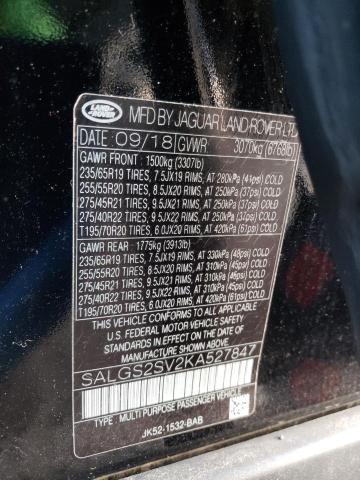 LAND ROVER
MFD BY JAGUAR LAND ROVER LTD
DATE: 09/18 GVWR 3070kg (6768lb)
GAWR FRONT: 1500kg (3307lb)
235/65R19 TIRES, 7.5JX19 RIMS, AT 280kPa (41psi) COLD
255/55R20 TIRES, 8.5JX20 RIMS, AT 250kPa (37psi) COLD
275/45R21 TIRES, 9.5JX21 RIMS, AT 250kPa (37psi) COLD
275/40R22 TIRES, 9.5JX22 RIMS, AT 250kPa (37psi) COLD
T195/70R20 TIRES, 6.0JX20 RIMS, AT 420kPa (61psi) COLD
GAWR REAR: 1775kg (3913lb)
235/65R19 TIRES, 7.5JX19 RIMS, AT 330kPa (48psi) COLD
255/55R20 TIRES, 8.5JX20 RIMS, AT 310kPa (45psi) COLD
275/45R21 TIRES, 9.5JX21 RIMS, AT 310kPa (45psi) COLD
275/40R22 TIRES, 9.5JX22 RIMS, AT 310kPa (45psi) COLD
T195/70R20 TIRES, 6.0JX20 RIMS, AT 420kPa (61psi) COLD
THIS VEHICLE CONFORMS TO ALL APPLICABLE
U.S. FEDERAL MOTOR VEHICLE SAFETY
STANDARDS IN EFFECT ON THE DATE OF
MANUFACTURE SHOWN ABOVE.
SALGS2SV2KA527847
TYPE: MULTI PURPOSE PASSENGER VEHICLE
JK52-1532-BAB